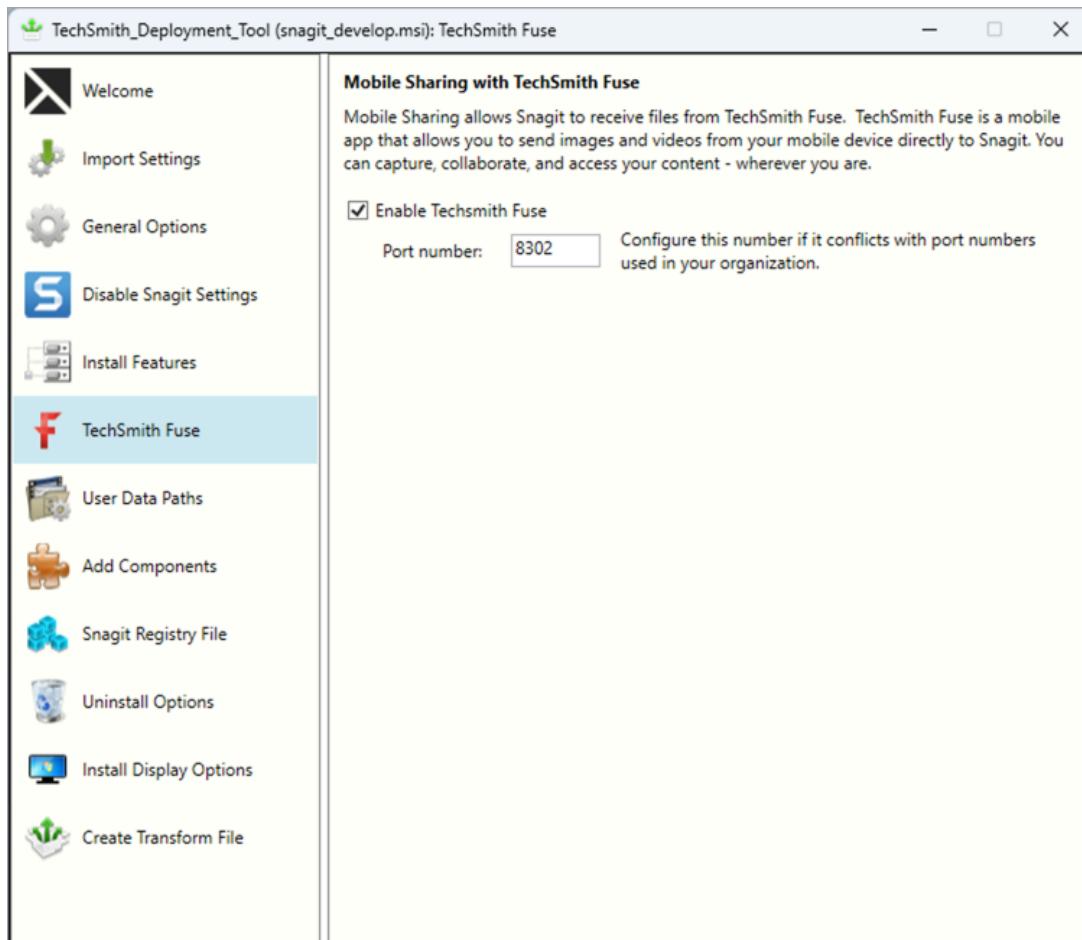 TechSmith_Deployment_Tool (snagit_develop.msi): TechSmith Fuse
Welcome
Import Settings
General Options
Disable Snagit Settings
Install Features
TechSmith Fuse
User Data Paths
Add Components
Snagit Registry File
Uninstall Options
Install Display Options
Create Transform File
Mobile Sharing with TechSmith Fuse
Mobile Sharing allows Snagit to receive files from TechSmith Fuse.  TechSmith Fuse is a mobile
app that allows you to send images and videos from your mobile device directly to Snagit. You
can capture, collaborate, and access your content - wherever you are.
Enable Techsmith Fuse
Port number: 8302
Configure this number if it conflicts with port numbers
used in your organization.